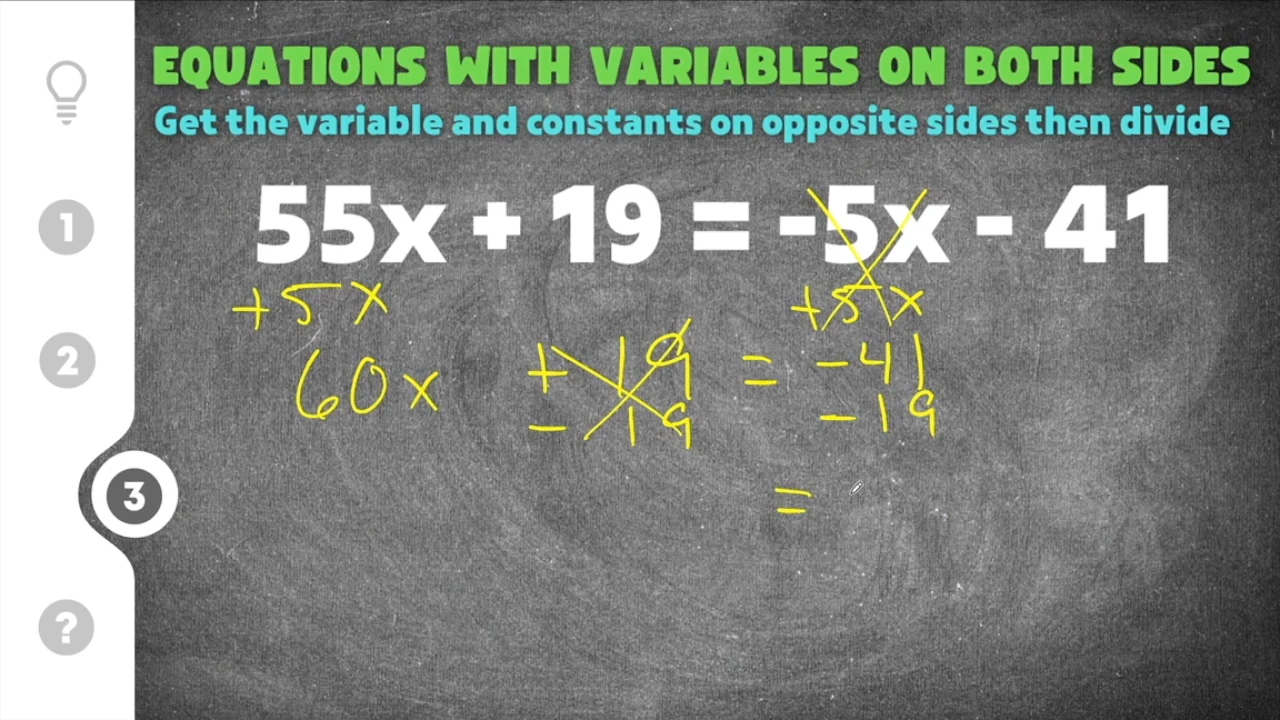 EQUATIONS WITH VARIABLES ON BOTH SIDES
Get the variable and constants on opposite sides then divide
1
55x + 19 = -5x - 41
+5x +5x
2
60x + 19 = -41
- 19 -19
3
=
?